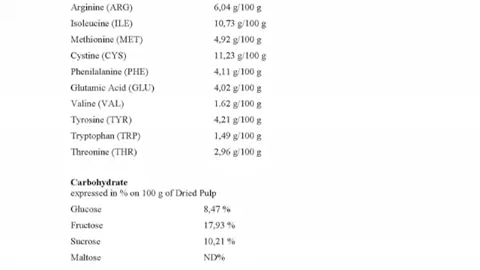 Arginine (ARG) 6,04 g/100 g
Isoleucine (ILE) 10,73 g/100 g
Methionine (MET) 4,92 g/100 g
Cystine (CYS) 11,23 g/100 g
Phenilalanine (PHE) 4,11 g/100 g
Glutamic Acid (GLU) 4,02 g/100 g
Valine (VAL) 1.62 g/100 g
Tyrosine (TYR) 4,21 g/100 g
Tryptophan (TRP) 1,49 g/100 g
Threonine (THR) 2,96 g/100 g
Carbohydrate
expressed in % on 100 g of Dried Pulp
Glucose 8,47 %
Fructose 17,93 %
Sucrose 10,21 %
Maltose ND%